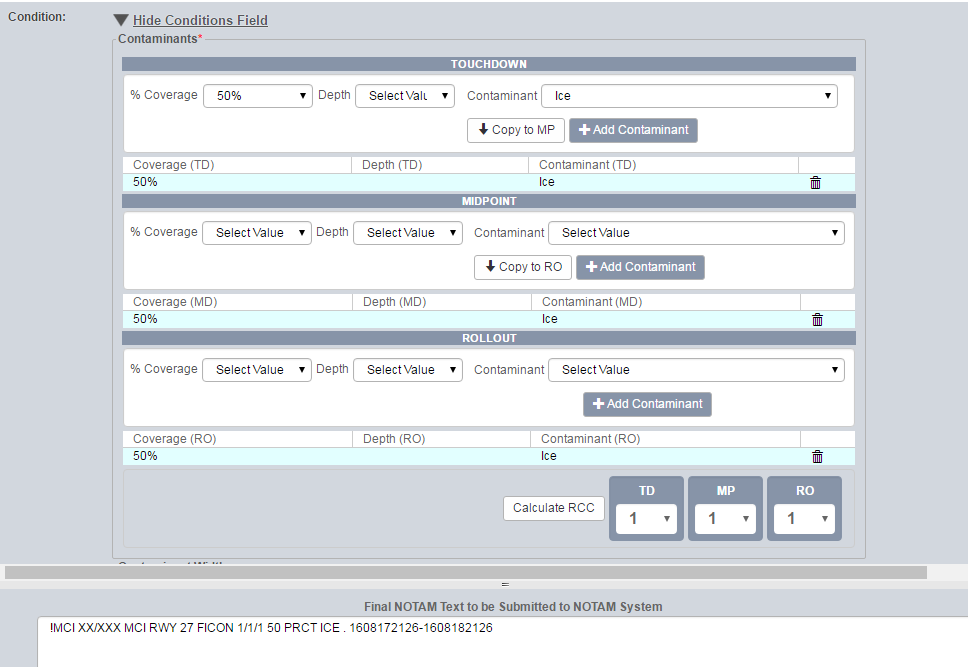 Condition:
Hide Conditions Field
Contaminants*
TOUCHDOWN
% Coverage 50% Depth Select Valu Contaminant Ice
Copy to MP Add Contaminant
Coverage (TD) Depth (TD) Contaminant (TD)
50% Ice
MIDPOINT
% Coverage Select Value Depth Select Value Contaminant Select Value
Copy to RO Add Contaminant
Coverage (MD) Depth (MD) Contaminant (MD)
50% Ice
ROLLOUT
% Coverage Select Value Depth Select Value Contaminant Select Value
Add Contaminant
Coverage (RO) Depth (RO) Contaminant (RO)
50% Ice
TD MP RO
Calculate RCC 1 1 1
Final NOTAM Text to be Submitted to NOTAM System
!MCI XX/XXX MCI RWY 27 FICON 1/1/1 50 PRCT ICE . 1608172126-1608182126